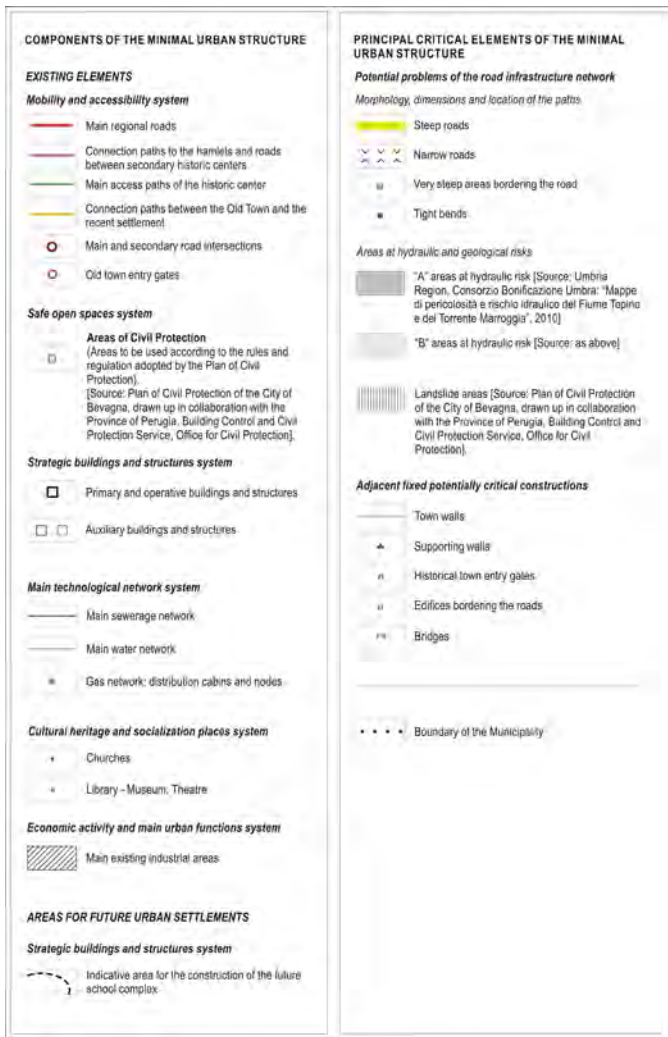 COMPONENTS OF THE MINIMAL URBAN STRUCTURE
EXISTING ELEMENTS
Mobility and accessibility system
Main regional roads
Connection paths to the hamlets and roads
between secondary historic centers
Main access paths of the historic center
Connection paths between the Old Town and the
recent settlement
Main and secondary road intersections
Old town entry gates
Safe open spaces system
Areas of Civil Protection
(Areas to be used according to the rules and
regulation adopted by the Plan of Civil
Protection).
[Source: Plan of Civil Protection of the City of
Bevagna, drawn up in collaboration with the
Province of Perugia, Building Control and Civil
Protection Service, Office for Civil Protection].
Strategic buildings and structures system
Primary and operative buildings and structures
Auxiliary buildings and structures
Main technological network system
Main sewerage network
Main water network
Gas network: distribution cabins and nodes
Cultural heritage and socialization places system
Churches
Library - Museum, Theatre
Economic activity and main urban functions system
Main existing industrial areas
AREAS FOR FUTURE URBAN SETTLEMENTS
Strategic buildings and structures system
1
Indicative area for the construction of the future
school complex
PRINCIPAL CRITICAL ELEMENTS OF THE MINIMAL
URBAN STRUCTURE
Potential problems of the road infrastructure network
Morphology, dimensions and location of the paths
Steep roads
Narrow roads
Very steep areas bordering the road
Tight bends
Areas at hydraulic and geological risks
"A" areas at hydraulic risk [Source: Umbria
Region, Consorzio Bonificazione Umbra: "Mappe
di pericolosità e rischio idraulico del Fiume Topino
e del Torrente Marroggia", 2010]
"B" areas at hydraulic risk [Source: as above]
Landslide areas [Source: Plan of Civil Protection
of the City of Bevagna, drawn up in collaboration
with the Province of Perugia, Building Control and
Civil Protection Service, Office for Civil
Protection].
Adjacent fixed potentially critical constructions
Town walls
Supporting walls
Historical town entry gates
Edifices bordering the roads
Bridges
Boundary of the Municipality